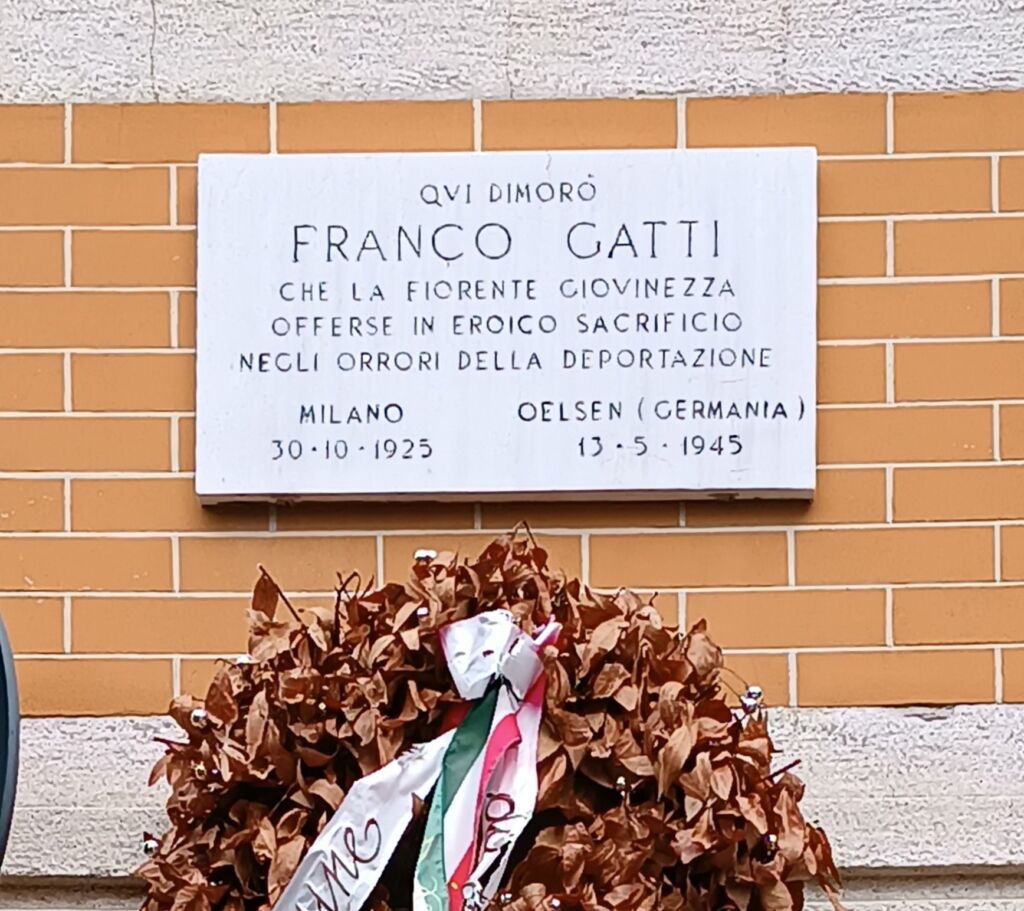 QVI DIMORÒ
FRANCO GATTI
CHE LA FIORENTE GIOVINEZZA
OFFERSE IN EROICO SACRIFICIO
NEGLI ORRORI DELLA DEPORTAZIONE
MILANO
30·10·1925
OELSEN (GERMANIA)
13·5·1945